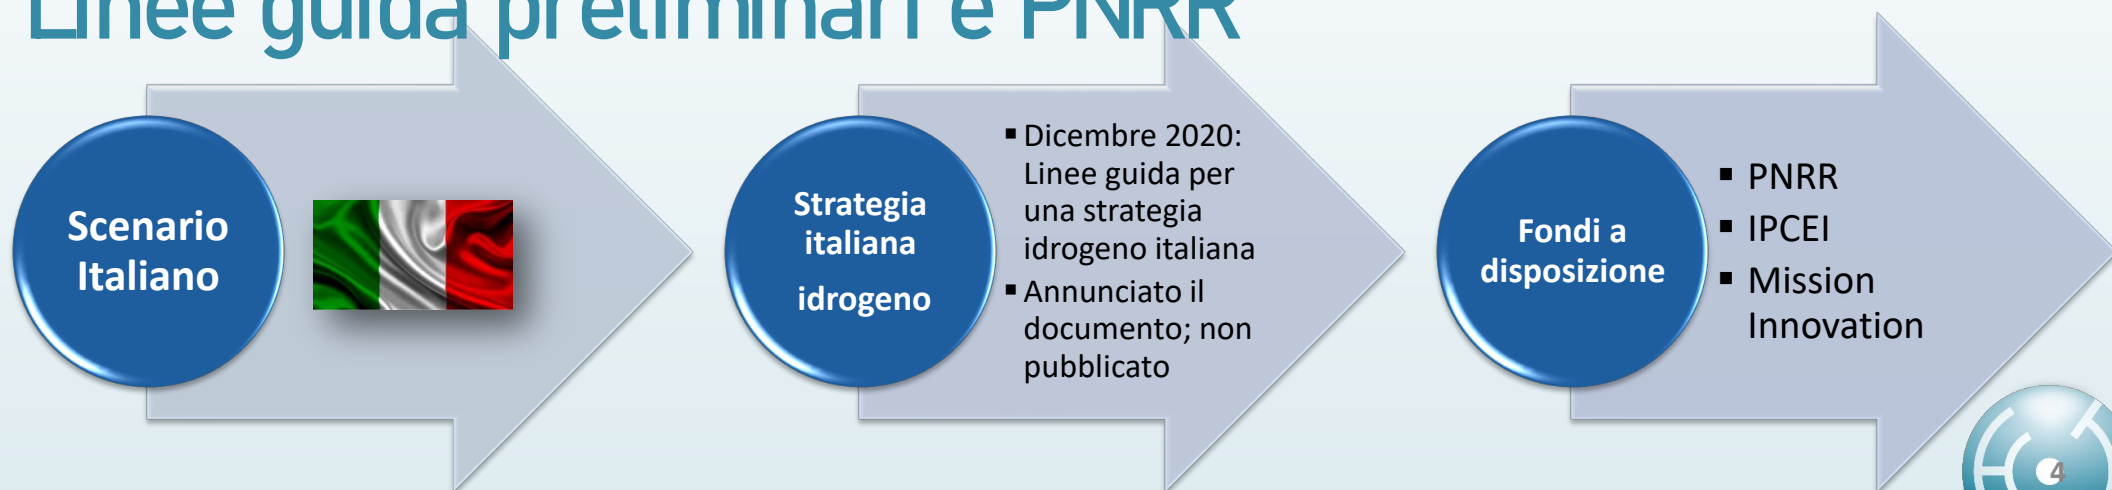 Linee guida preliminari e PNRR
Scenario
Italiano
Strategia
italiana
idrogeno
▪ Dicembre 2020:
Linee guida per
una strategia
idrogeno italiana
▪ Annunciato il
documento; non
pubblicato
Fondi a
disposizione
▪ PNRR
▪ IPCEI
▪ Mission
Innovation
4